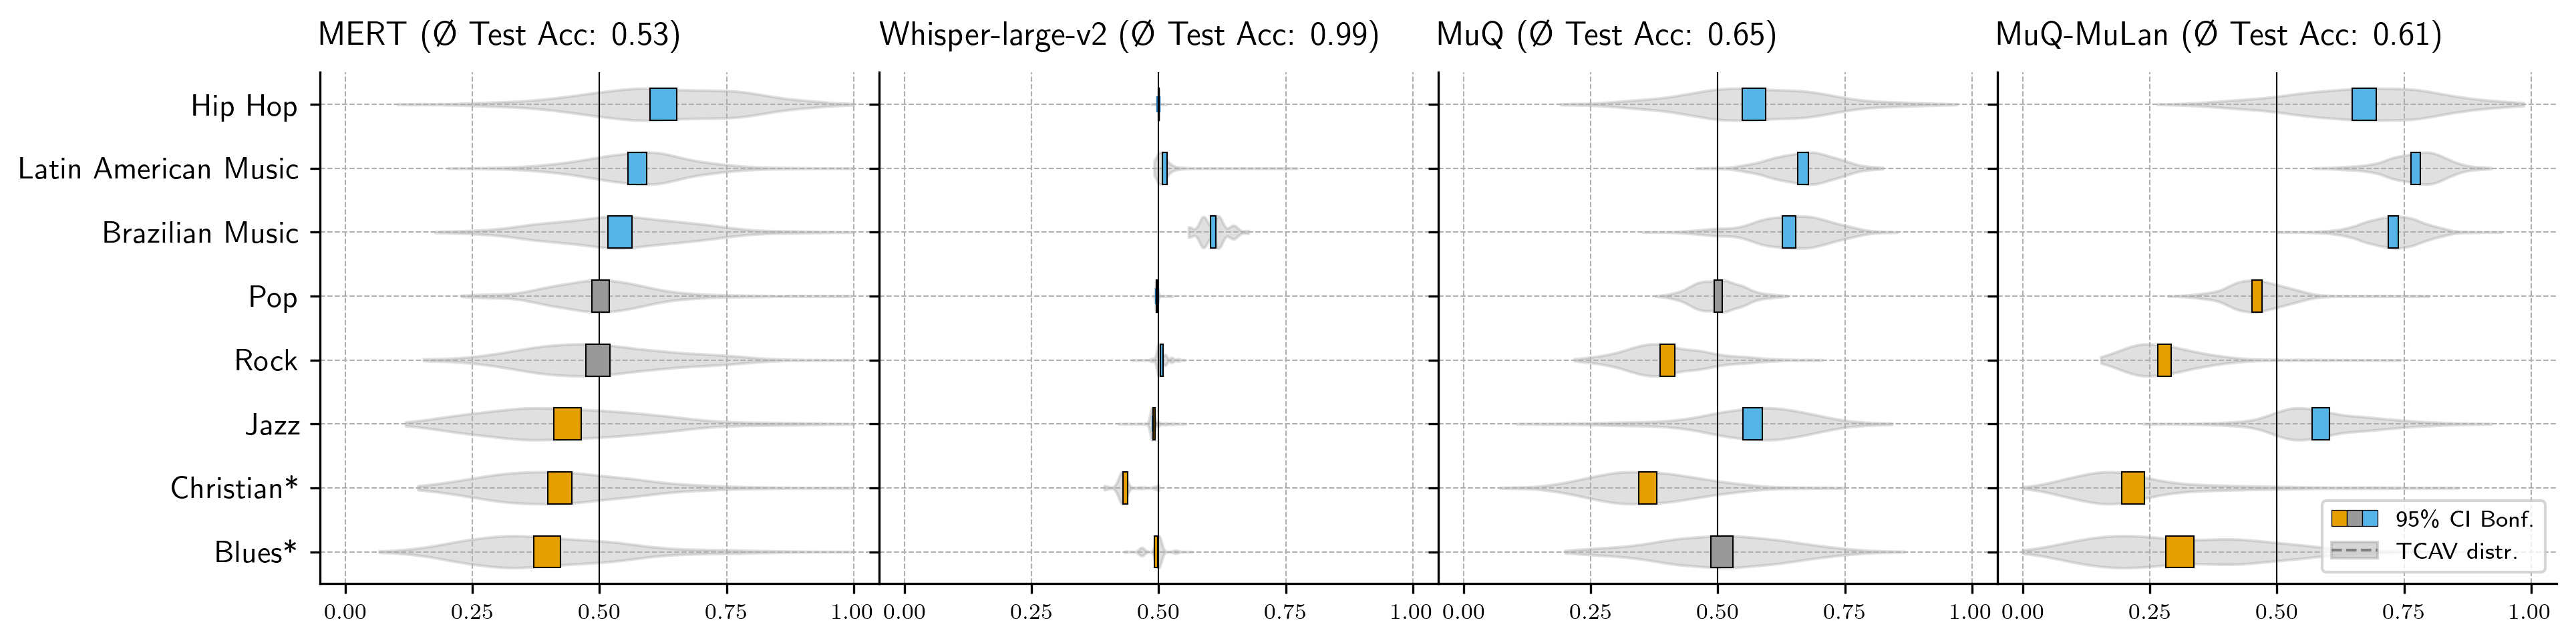 MERT (Ø Test Acc: 0.53)
Whisper-large-v2 (Ø Test Acc: 0.99)
MuQ (Ø Test Acc: 0.65)
MuQ-MuLan (Ø Test Acc: 0.61)
Hip Hop
Latin American Music
Brazilian Music
Pop
Rock
Jazz
Christian*
Blues*
95% CI Bonf.
TCAV distr.
0.00 0.25 0.50 0.75 1.00
0.00 0.25 0.50 0.75 1.00
0.00 0.25 0.50 0.75 1.00
0.00 0.25 0.50 0.75 1.00